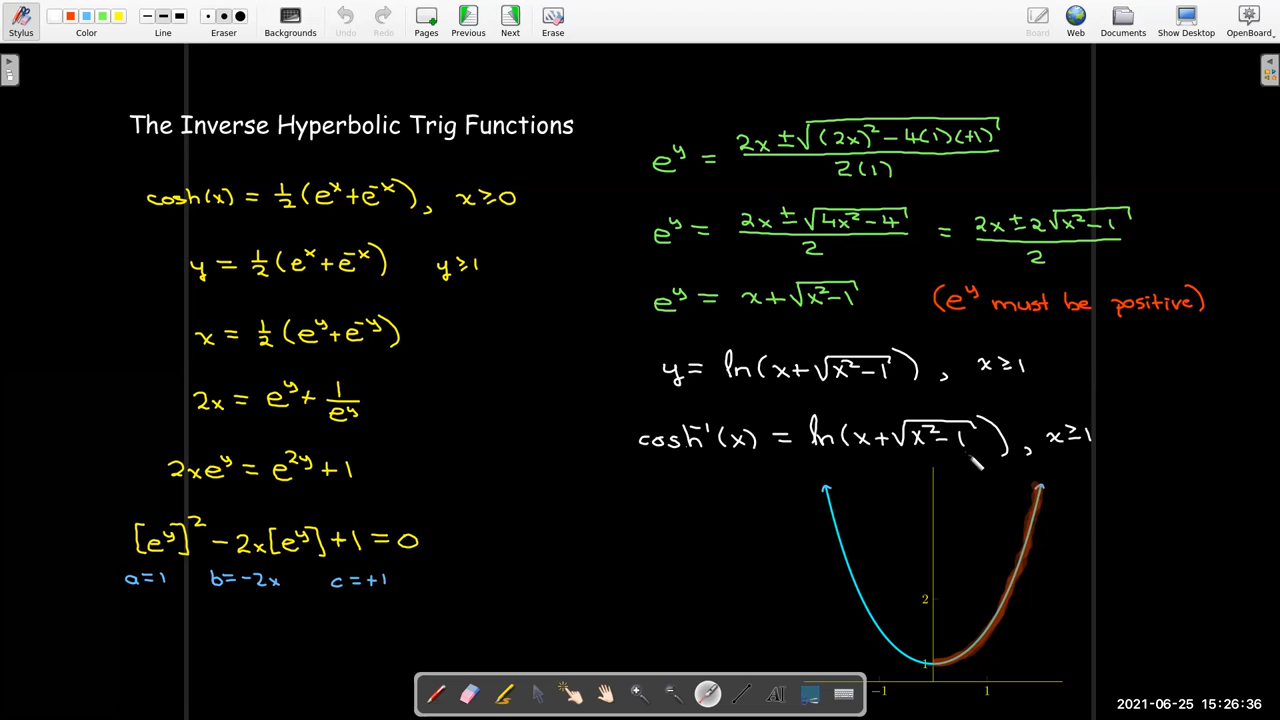 Stylus Color Line Eraser Backgrounds Undo Redo Pages Previous Next Erase Board Web Documents Show Desktop OpenBoard
The Inverse Hyperbolic Trig Functions
cosh(x) = ½(eˣ+e⁻ˣ), x≥0
y = ½(eˣ+e⁻ˣ) y≥1
x = ½(eʸ+e⁻ʸ)
2x = eʸ + 1/eʸ
2xeʸ = e²ʸ + 1
[eʸ]² - 2x[eʸ] + 1 = 0
a=1 b=-2x c=+1
eʸ = (2x ± √((2x)² - 4(1)(+1))) / 2(1)
eʸ = (2x ± √(4x²-4)) / 2 = (2x ± 2√(x²-1)) / 2
eʸ = x + √(x²-1) (eʸ must be positive)
y = ln(x+√(x²-1)), x≥1
cosh⁻¹(x) = ln(x+√(x²-1)), x≥1
2
1
-1 1
AI
2021-06-25 15:26:36